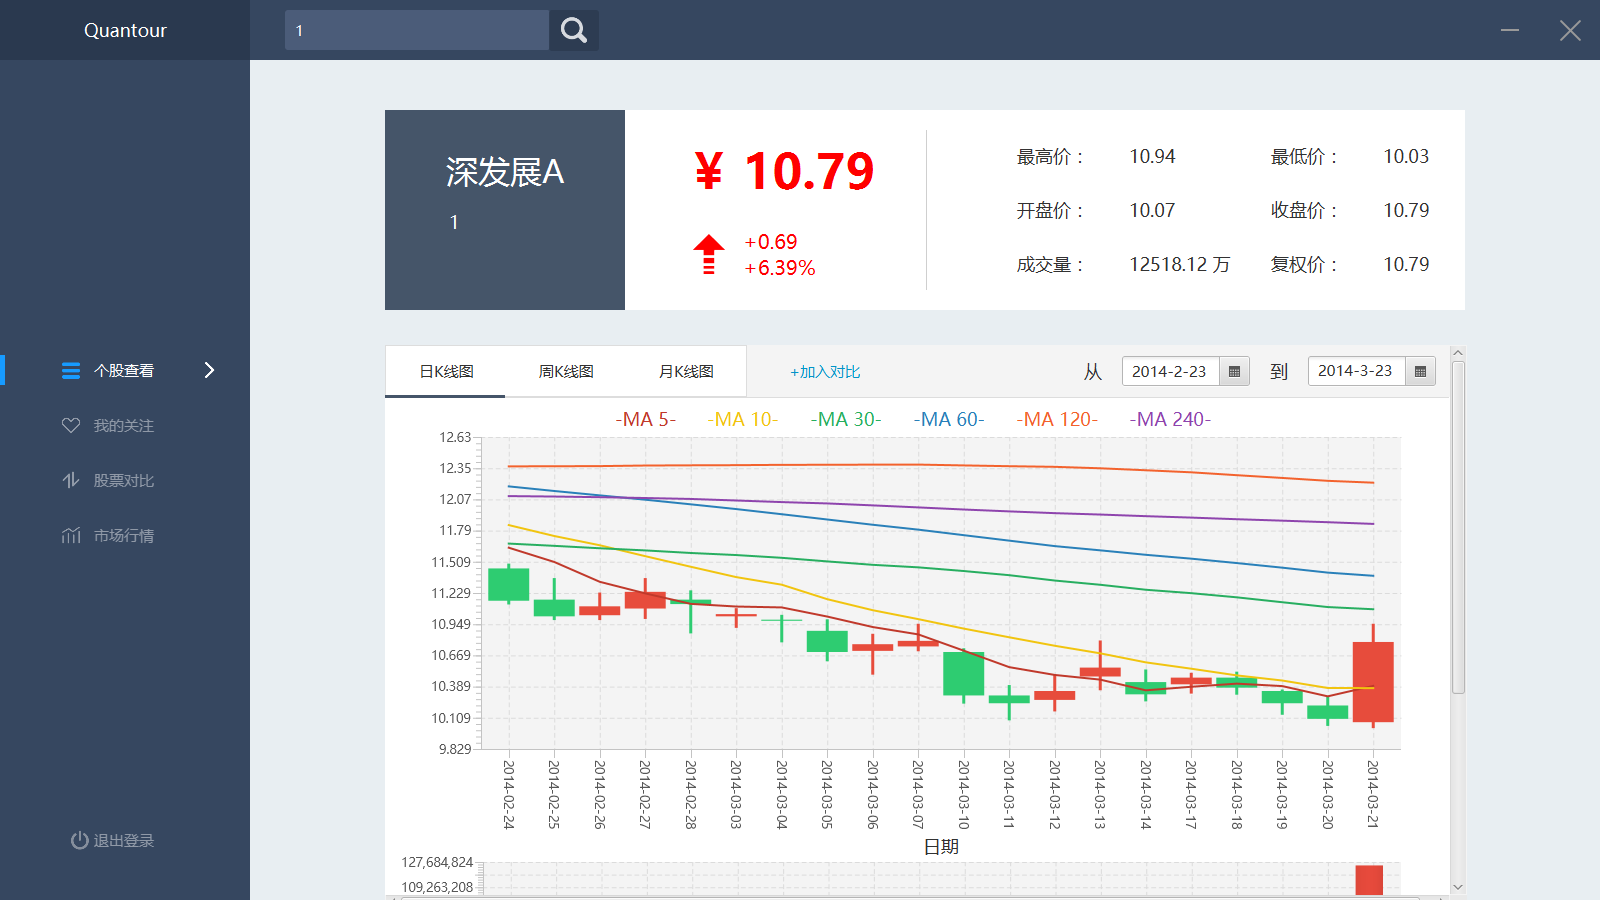 Quantour
1
深发展A
1
¥ 10.79
+0.69
+6.39%
最高价： 10.94 最低价： 10.03
开盘价： 10.07 收盘价： 10.79
成交量： 12518.12 万 复权价： 10.79
个股查看
我的关注
股票对比
市场行情
退出登录
日K线图 周K线图 月K线图 +加入对比 从 2014-2-23 到 2014-3-23
-MA 5- -MA 10- -MA 30- -MA 60- -MA 120- -MA 240-
12.63
12.35
12.07
11.79
11.509
11.229
10.949
10.669
10.389
10.109
9.829
2014-02-24
2014-02-25
2014-02-26
2014-02-27
2014-02-28
2014-03-03
2014-03-04
2014-03-05
2014-03-06
2014-03-07
2014-03-10
2014-03-11
2014-03-12
2014-03-13
2014-03-14
2014-03-17
2014-03-18
2014-03-19
2014-03-20
2014-03-21
日期
127,684,824
109,263,208